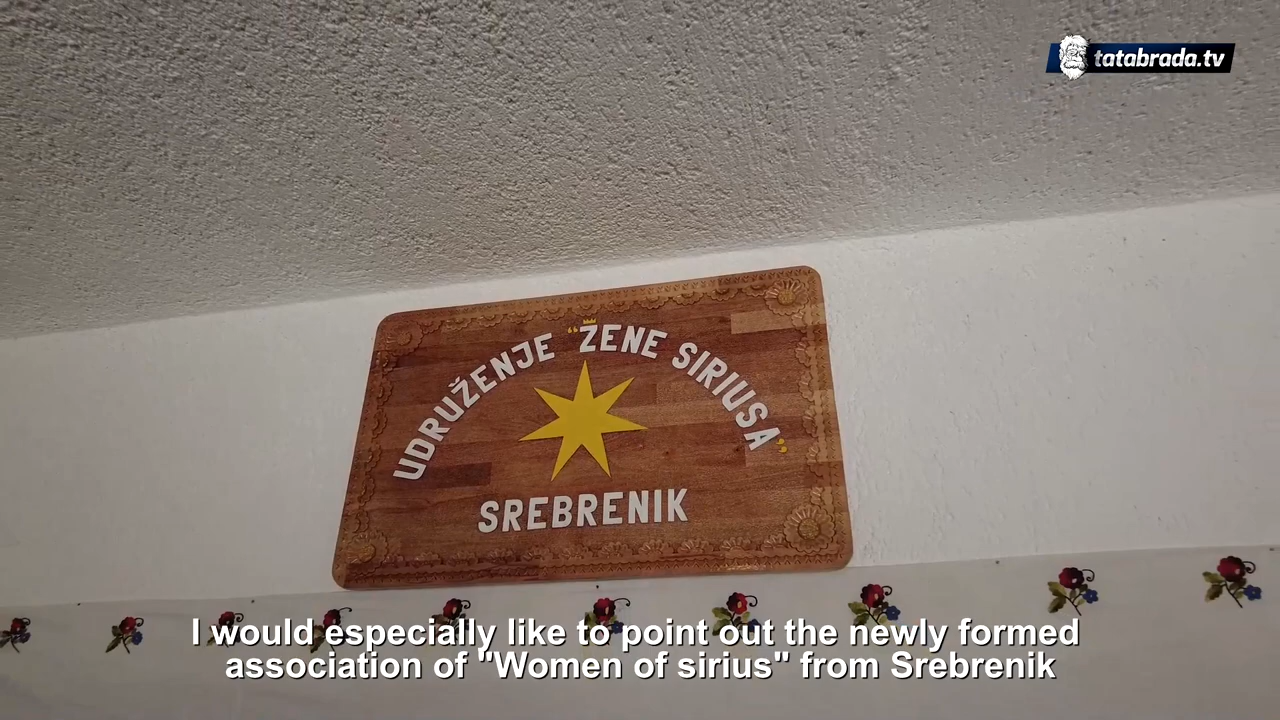 tatabrada.tv
UDRUŽENJE "ŽENE SIRIUSA"
SREBRENIK
I would especially like to point out the newly formed
association of "Women of sirius" from Srebrenik